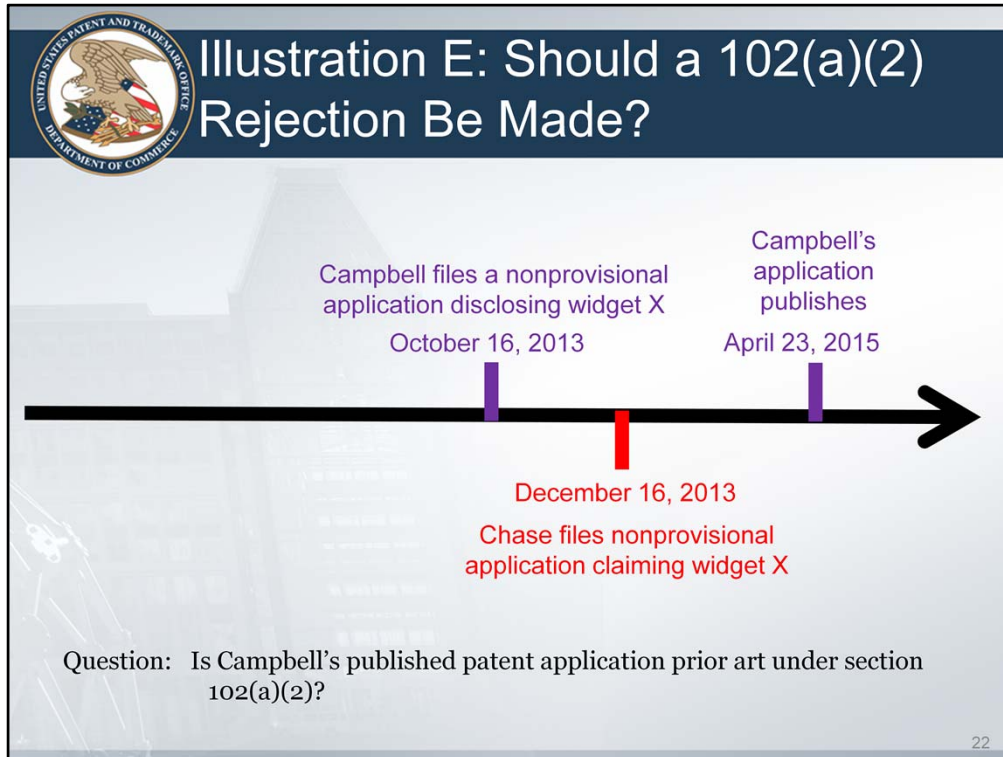 UNITED STATES PATENT AND TRADEMARK OFFICE
DEPARTMENT OF COMMERCE
Illustration E: Should a 102(a)(2)
Rejection Be Made?
Campbell files a nonprovisional
application disclosing widget X
October 16, 2013
Campbell’s
application
publishes
April 23, 2015
December 16, 2013
Chase files nonprovisional
application claiming widget X
Question: Is Campbell’s published patent application prior art under section
102(a)(2)?
22